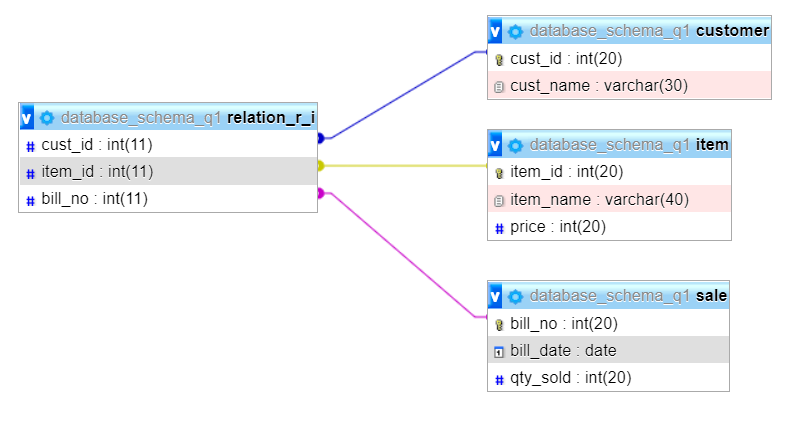 v database_schema_q1 relation_r_i
# cust_id : int(11)
# item_id : int(11)
# bill_no : int(11)
v database_schema_q1 customer
cust_id : int(20)
cust_name : varchar(30)
v database_schema_q1 item
item_id : int(20)
item_name : varchar(40)
# price : int(20)
v database_schema_q1 sale
bill_no : int(20)
bill_date : date
# qty_sold : int(20)